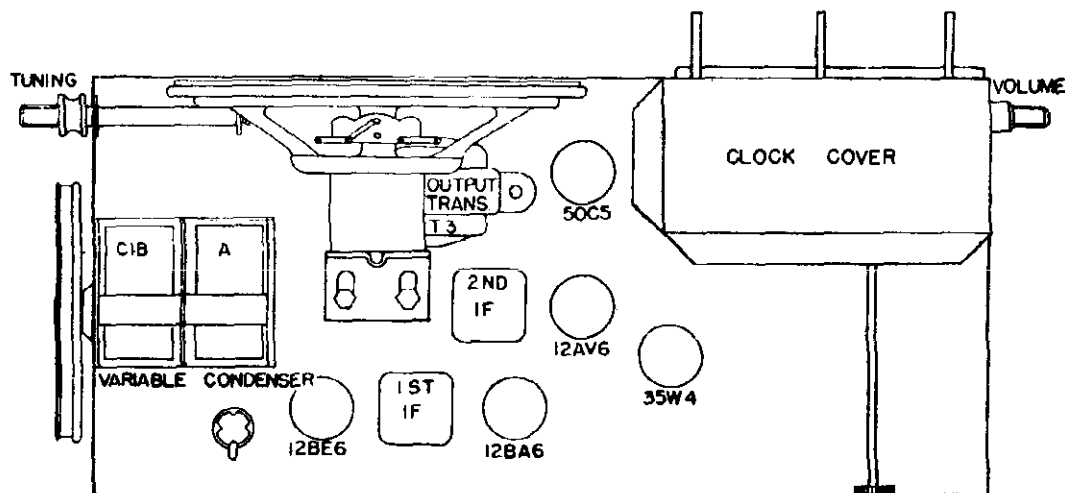 TUNING
VOLUME
CLOCK COVER
OUTPUT
TRANS
T3
50C5
C1B
A
2ND
IF
12AV6
VARIABLE CONDENSER
1ST
IF
35W4
12BE6
12BA6